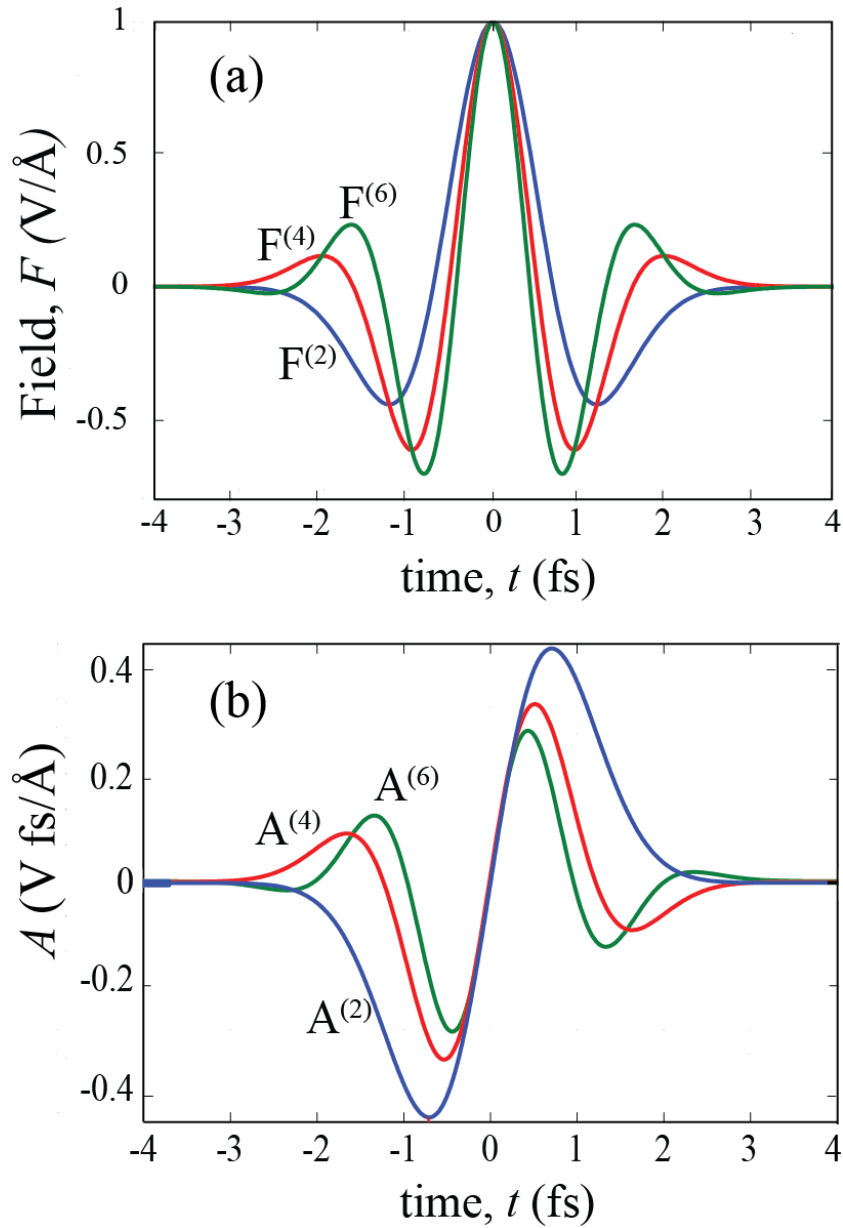 1
(a)
0.5
F(6)
F(4)
0
F(2)
-0.5
Field, F (V/Å)
-4 -3 -2 -1 0 1 2 3 4
time, t (fs)
0.4
(b)
0.2
A(6)
A(4)
0
-0.2
A(2)
-0.4
A (V fs/Å)
-4 -3 -2 -1 0 1 2 3 4
time, t (fs)